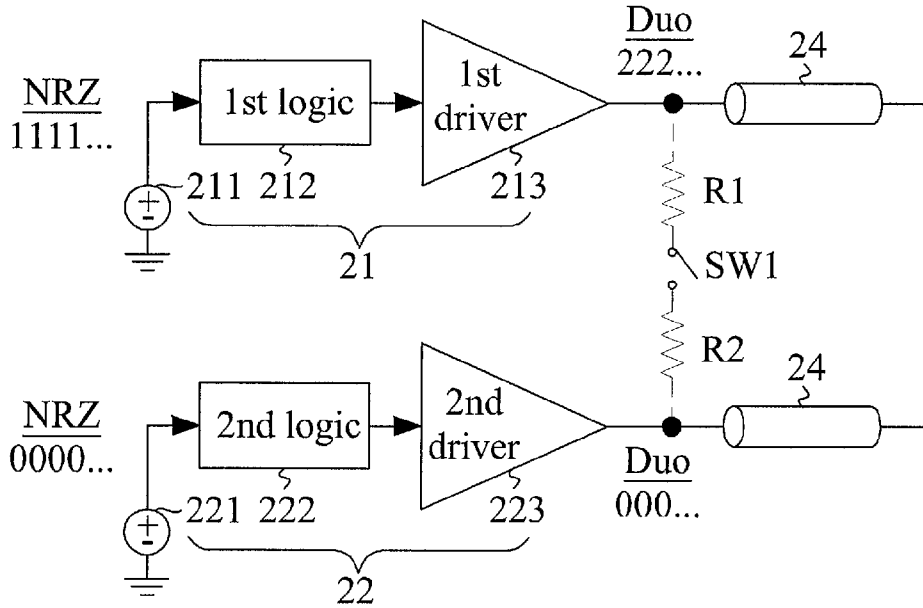 Duo
222...
24
NRZ
1111...
1st logic
1st
driver
211
212
213
R1
21
SW1
R2
24
NRZ
0000...
2nd logic
2nd
driver
Duo
000...
221
222
223
22